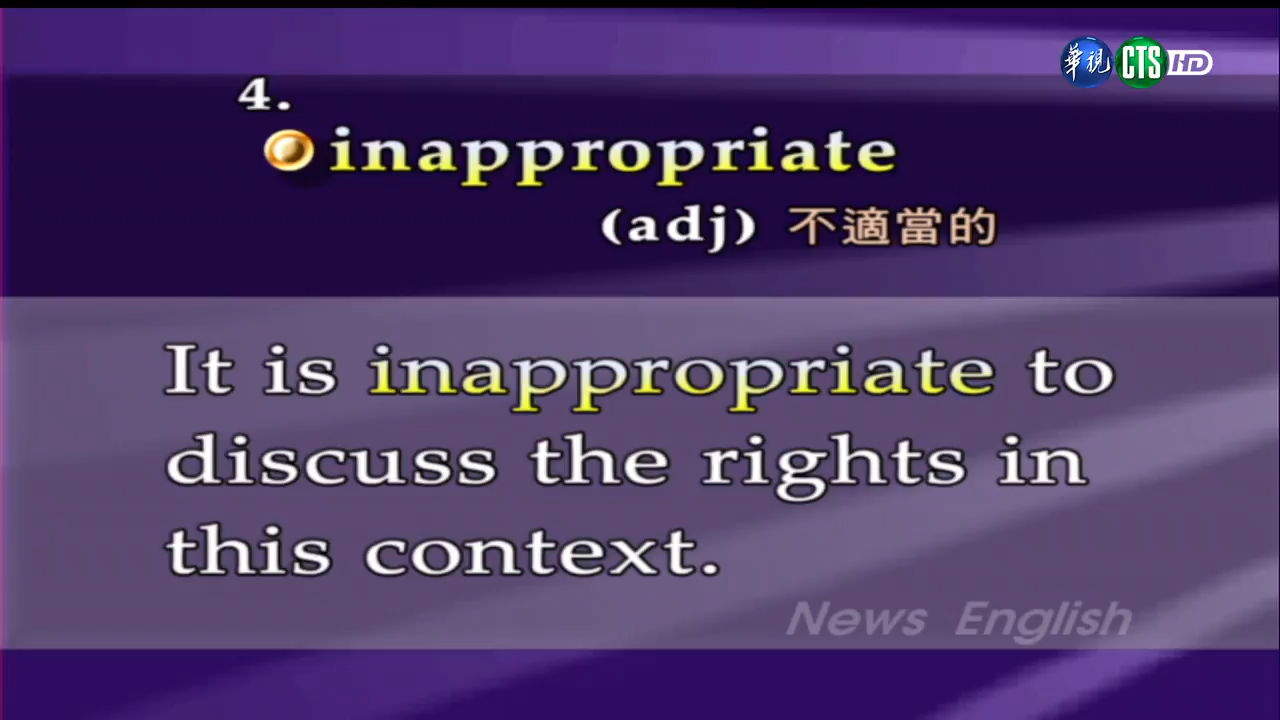 華視 CTS HD
4.
inappropriate
(adj) 不適當的
It is inappropriate to
discuss the rights in
this context.
News English